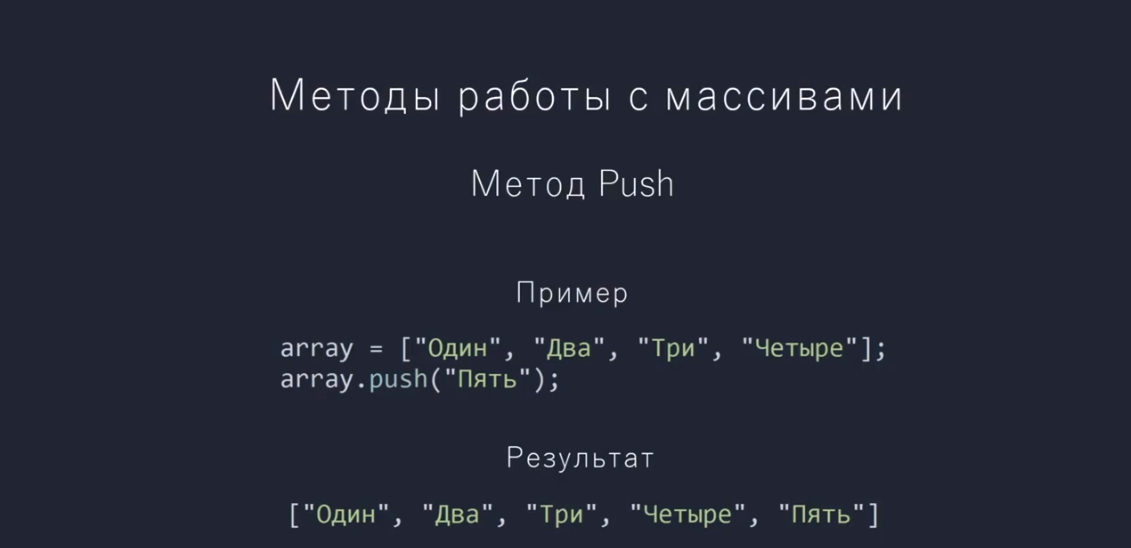 Методы работы с массивами
Метод Push
Пример
array = ["Один", "Два", "Три", "Четыре"];
array.push("Пять");
Результат
["Один", "Два", "Три", "Четыре", "Пять"]